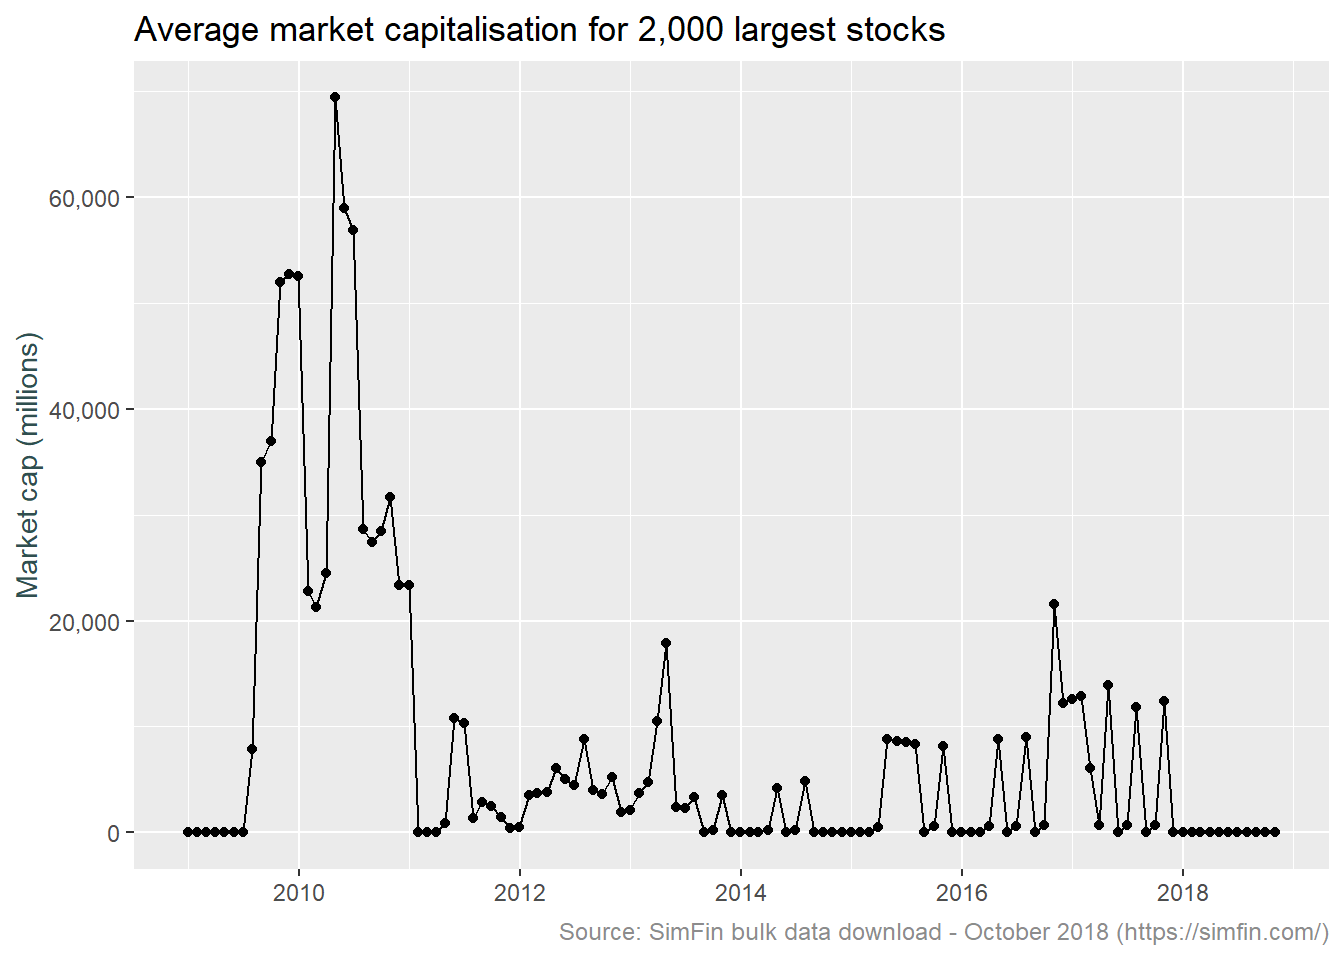 Average market capitalisation for 2,000 largest stocks
Market cap (millions)
60,000
40,000
20,000
0
2010 2012 2014 2016 2018
Source: SimFin bulk data download - October 2018 (https://simfin.com/)